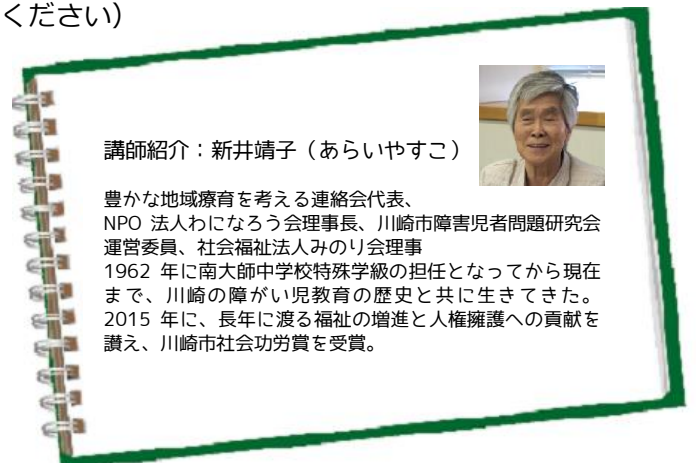 ください）
講師紹介：新井靖子（あらいやすこ）
豊かな地域療育を考える連絡会代表、
NPO 法人わになろう会理事長、川崎市障害児者問題研究会
運営委員、社会福祉法人みのり会理事
1962 年に南大師中学校特殊学級の担任となってから現在
まで、川崎の障がい児教育の歴史と共に生きてきた。
2015 年に、長年に渡る福祉の増進と人権擁護への貢献を
讃え、川崎市社会功労賞を受賞。